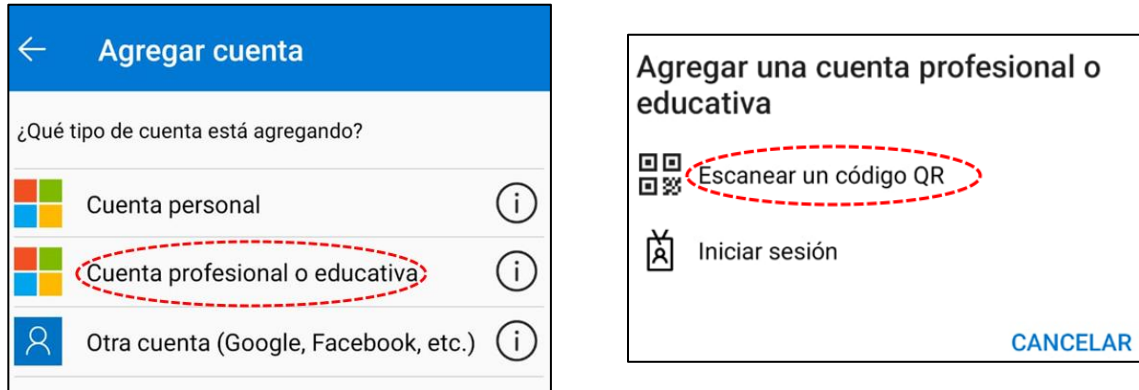 Agregar cuenta
¿Qué tipo de cuenta está agregando?
Cuenta personal
Cuenta profesional o educativa
Otra cuenta (Google, Facebook, etc.)
Agregar una cuenta profesional o
educativa
Escanear un código QR
Iniciar sesión
CANCELAR